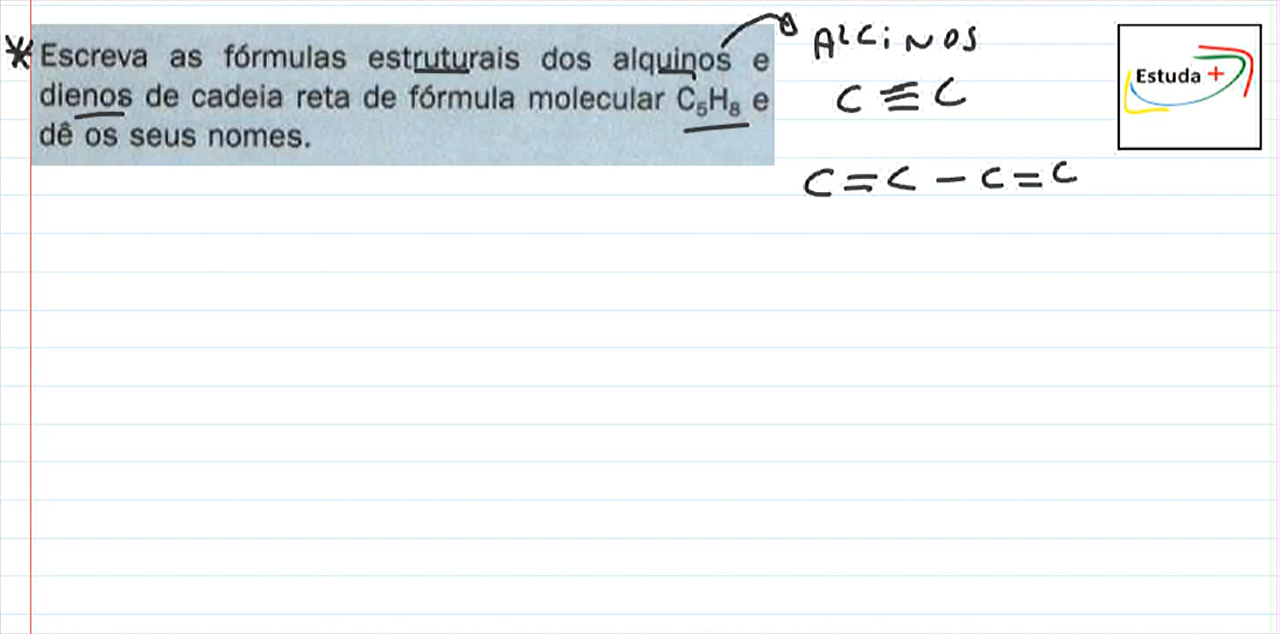 * Escreva as fórmulas estruturais dos alquinos e
dienos de cadeia reta de fórmula molecular C₅H₈ e
dê os seus nomes.
ALCiNOS
C ≡ C
C = C - C = C
Estuda +